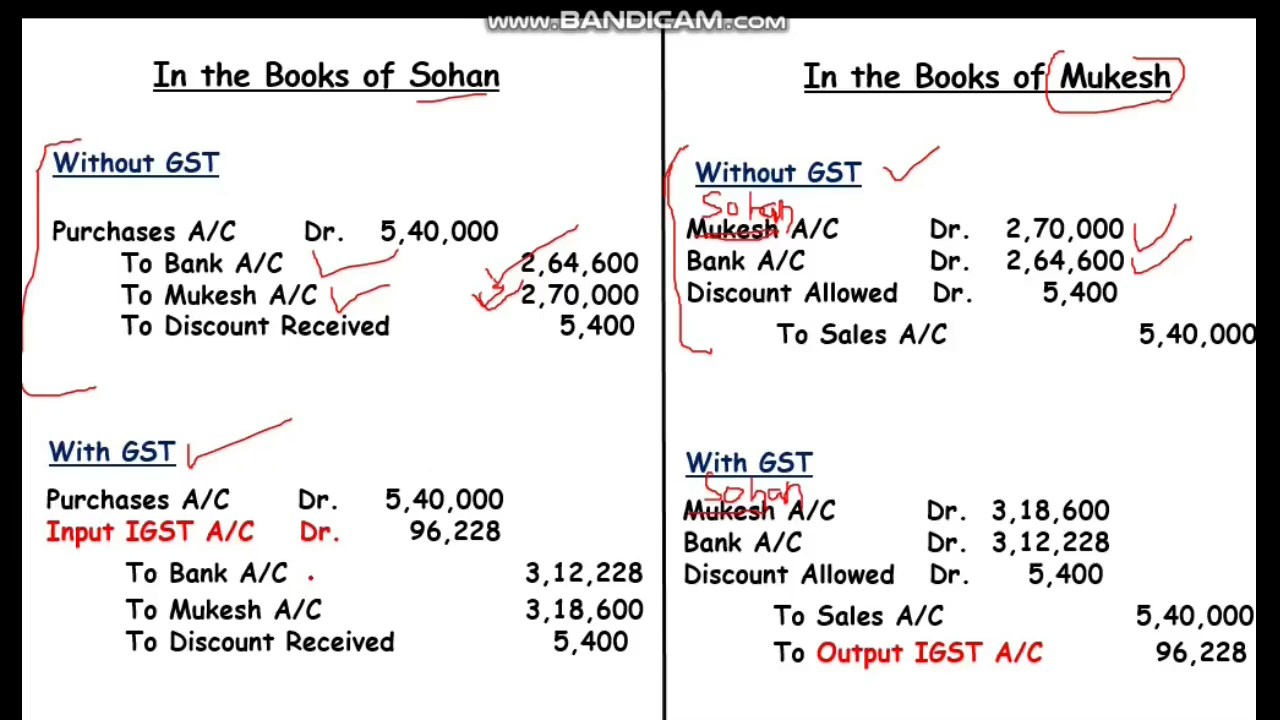 www.BANDICAM.com
In the Books of Sohan
Without GST
Purchases A/C Dr. 5,40,000
To Bank A/C 2,64,600
To Mukesh A/C 2,70,000
To Discount Received 5,400
With GST
Purchases A/C Dr. 5,40,000
Input IGST A/C Dr. 96,228
To Bank A/C 3,12,228
To Mukesh A/C 3,18,600
To Discount Received 5,400
In the Books of Mukesh
Without GST
Sohan
Mukesh A/C Dr. 2,70,000
Bank A/C Dr. 2,64,600
Discount Allowed Dr. 5,400
To Sales A/C 5,40,000
With GST
Sohan
Mukesh A/C Dr. 3,18,600
Bank A/C Dr. 3,12,228
Discount Allowed Dr. 5,400
To Sales A/C 5,40,000
To Output IGST A/C 96,228